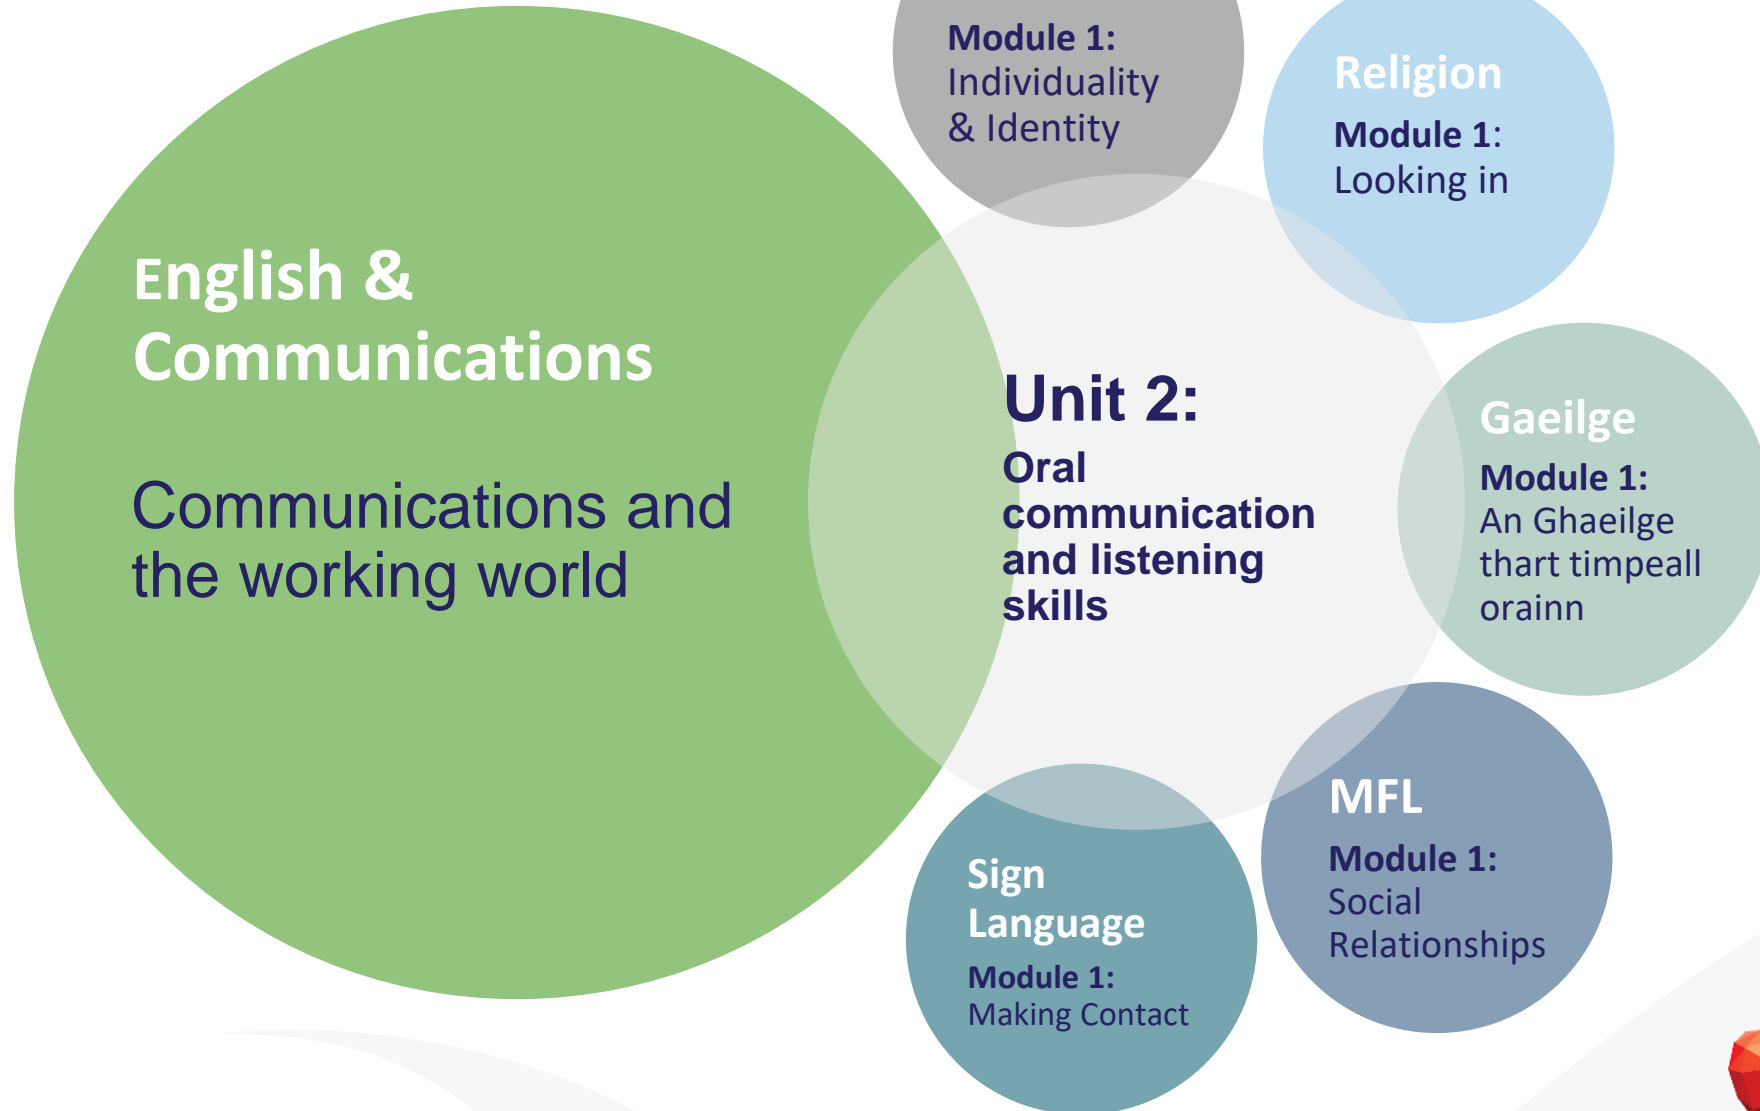 English &
Communications
Communications and
the working world
Unit 2:
Oral
communication
and listening
skills
Module 1:
Individuality
& Identity
Religion
Module 1:
Looking in
Gaeilge
Module 1:
An Ghaeilge
thart timpeall
orainn
MFL
Module 1:
Social
Relationships
Sign
Language
Module 1:
Making Contact